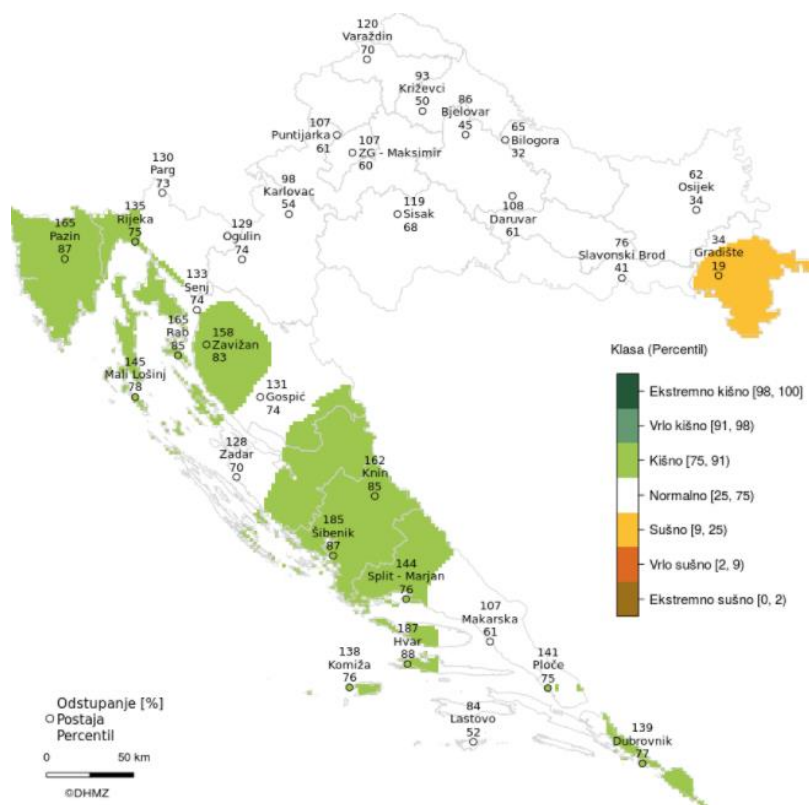 120
Varaždin
70
93
Križevci
50
86
Bjelovar
45
107
Puntijarka
61
107
ZG - Maksimir
60
65
Bilogora
32
130
Parg
73
98
Karlovac
54
119
Sisak
68
108
Daruvar
61
62
Osijek
34
135
Rijeka
75
165
Pazin
87
129
Ogulin
74
76
Slavonski Brod
41
34
Gradište
19
133
Senj
74
165
Rab
85
158
Zavižan
83
145
Mali Lošinj
78
131
Gospić
74
128
Zadar
70
162
Knin
85
185
Šibenik
87
144
Split - Marjan
76
107
Makarska
61
187
Hvar
88
138
Komiža
76
141
Ploče
75
84
Lastovo
52
139
Dubrovnik
77
Klasa (Percentil)
Ekstremno kišno [98, 100]
Vrlo kišno [91, 98)
Kišno [75, 91)
Normalno [25, 75)
Sušno [9, 25)
Vrlo sušno [2, 9)
Ekstremno sušno [0, 2)
Odstupanje [%]
Postaja
Percentil
0 50 km
©DHMZ